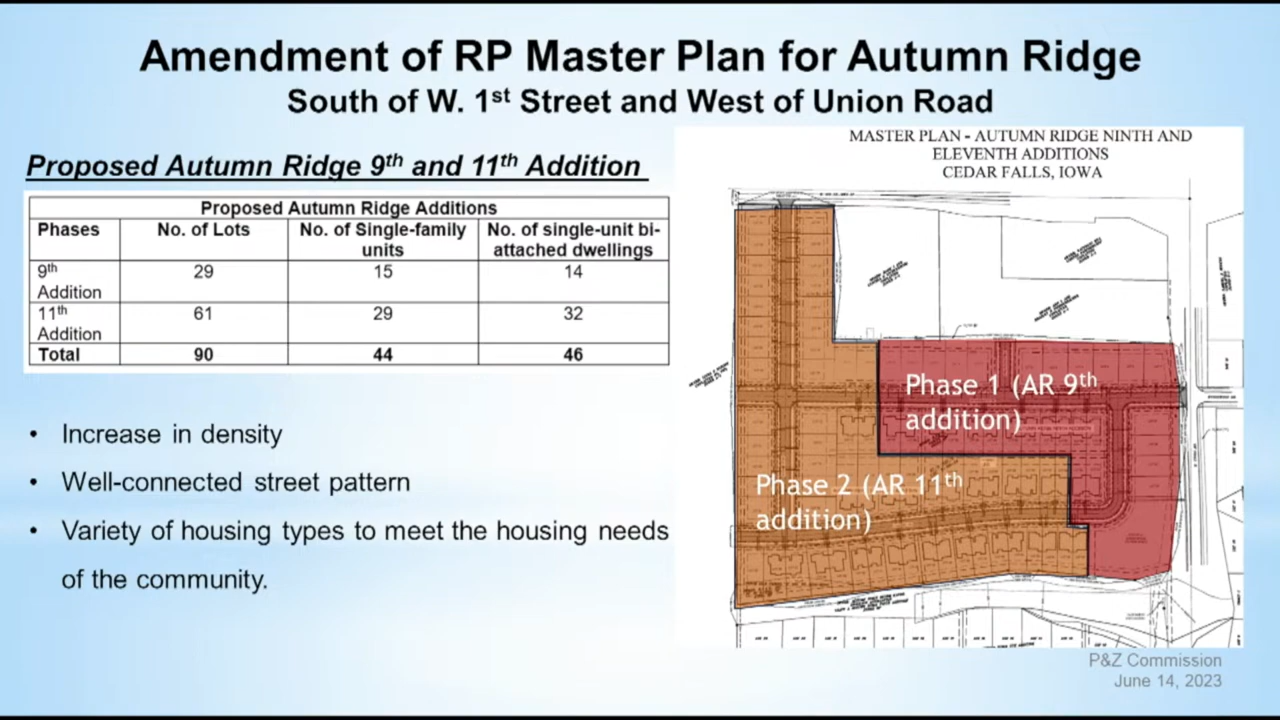 Amendment of RP Master Plan for Autumn Ridge
South of W. 1st Street and West of Union Road
Proposed Autumn Ridge 9th and 11th Addition
Proposed Autumn Ridge Additions
Phases No. of Lots No. of Single-family units No. of single-unit bi-attached dwellings
9th Addition 29 15 14
11th Addition 61 29 32
Total 90 44 46
• Increase in density
• Well-connected street pattern
• Variety of housing types to meet the housing needs
of the community.
MASTER PLAN - AUTUMN RIDGE NINTH AND
ELEVENTH ADDITIONS
CEDAR FALLS, IOWA
Phase 1 (AR 9th
addition)
Phase 2 (AR 11th
addition)
P&Z Commission
June 14, 2023